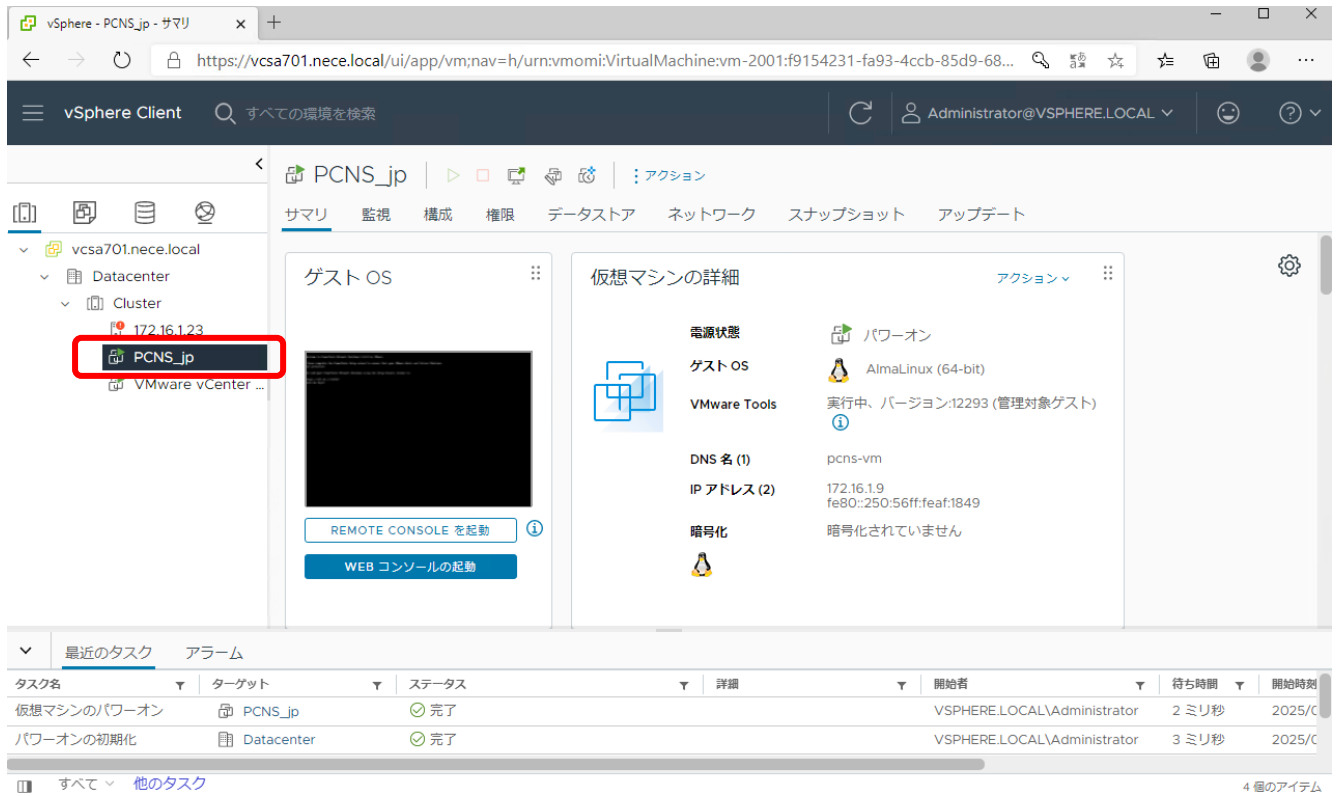 vSphere - PCNS_jp - サマリ
https://vcsa701.nece.local/ui/app/vm;nav=h/urn:vmomi:VirtualMachine:vm-2001:f9154231-fa93-4ccb-85d9-68...
vSphere Client すべての環境を検索 Administrator@VSPHERE.LOCAL
PCNS_jp アクション
サマリ 監視 構成 権限 データストア ネットワーク スナップショット アップデート
vcsa701.nece.local
Datacenter
Cluster
172.16.1.23
PCNS_jp
VMware vCenter ...
ゲスト OS
REMOTE CONSOLE を起動
WEB コンソールの起動
仮想マシンの詳細 アクション
電源状態 パワーオン
ゲスト OS AlmaLinux (64-bit)
VMware Tools 実行中、バージョン:12293 (管理対象ゲスト)
DNS 名 (1) pcns-vm
IP アドレス (2) 172.16.1.9
fe80::250:56ff:feaf:1849
暗号化 暗号化されていません
最近のタスク アラーム
タスク名 ターゲット ステータス 詳細 開始者 待ち時間 開始時刻
仮想マシンのパワーオン PCNS_jp 完了 VSPHERE.LOCAL\Administrator 2 ミリ秒 2025/0
パワーオンの初期化 Datacenter 完了 VSPHERE.LOCAL\Administrator 3 ミリ秒 2025/0
すべて 他のタスク 4 個のアイテム